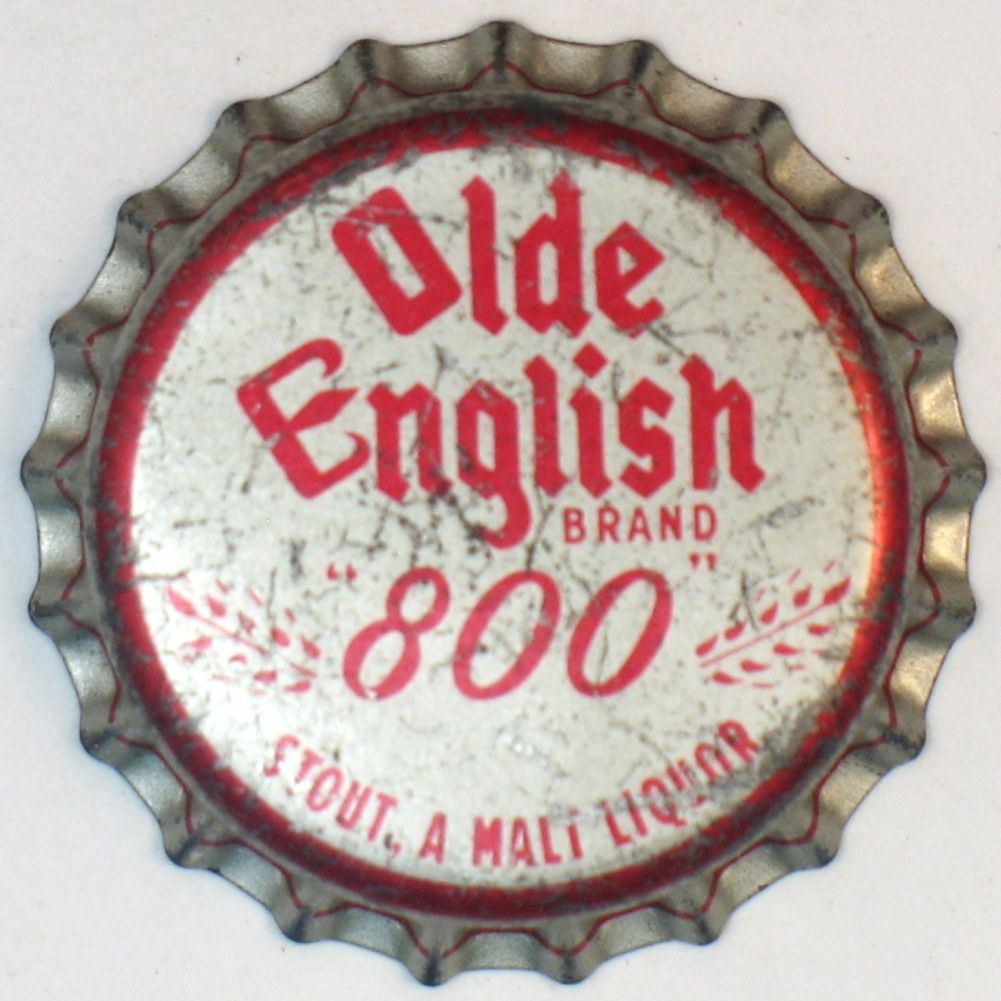 Olde
English
BRAND
"800"
STOUT, A MALT LIQUOR